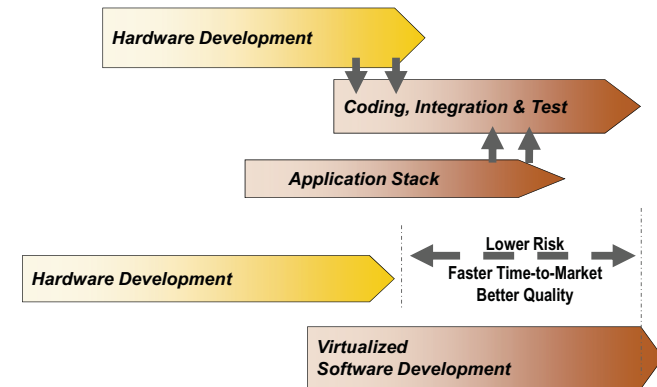 Hardware Development
Coding, Integration & Test
Application Stack
Lower Risk
Hardware Development
Faster Time-to-Market
Better Quality
Virtualized
Software Development